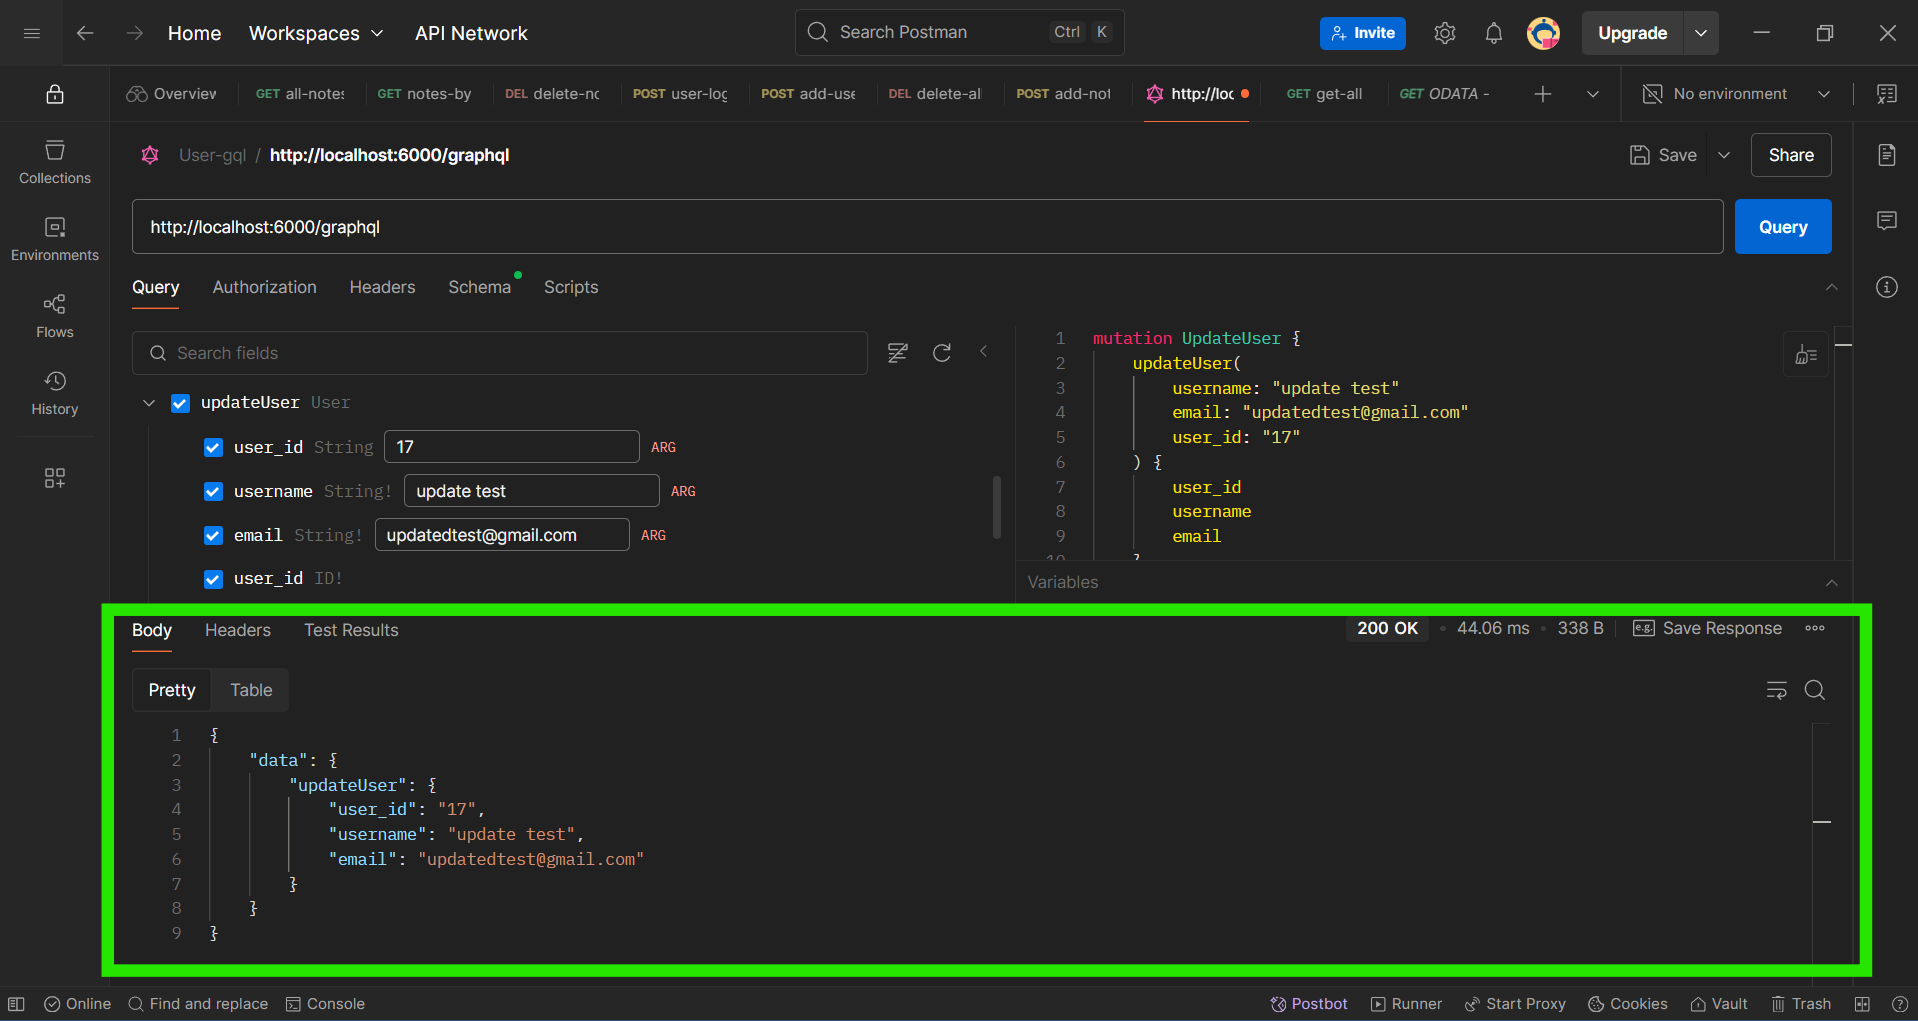 Home Workspaces API Network Search Postman Ctrl K Invite Upgrade
Overview GET all-notes GET notes-by DEL delete-no POST user-log POST add-use DEL delete-al POST add-not http://loc GET get-all GET ODATA - No environment
User-gql / http://localhost:6000/graphql Save Share
http://localhost:6000/graphql Query
Collections
Environments
Flows
History
Query Authorization Headers Schema Scripts
Search fields
updateUser User
user_id String 17 ARG
username String! update test ARG
email String! updatedtest@gmail.com ARG
user_id ID!
1 mutation UpdateUser {
2 updateUser(
3 username: "update test"
4 email: "updatedtest@gmail.com"
5 user_id: "17"
6 ) {
7 user_id
8 username
9 email
10 }
Variables
Body Headers Test Results 200 OK • 44.06 ms • 338 B e.g. Save Response
Pretty Table
1 {
2 "data": {
3 "updateUser": {
4 "user_id": "17",
5 "username": "update test",
6 "email": "updatedtest@gmail.com"
7 }
8 }
9 }
Online Find and replace Console Postbot Runner Start Proxy Cookies Vault Trash